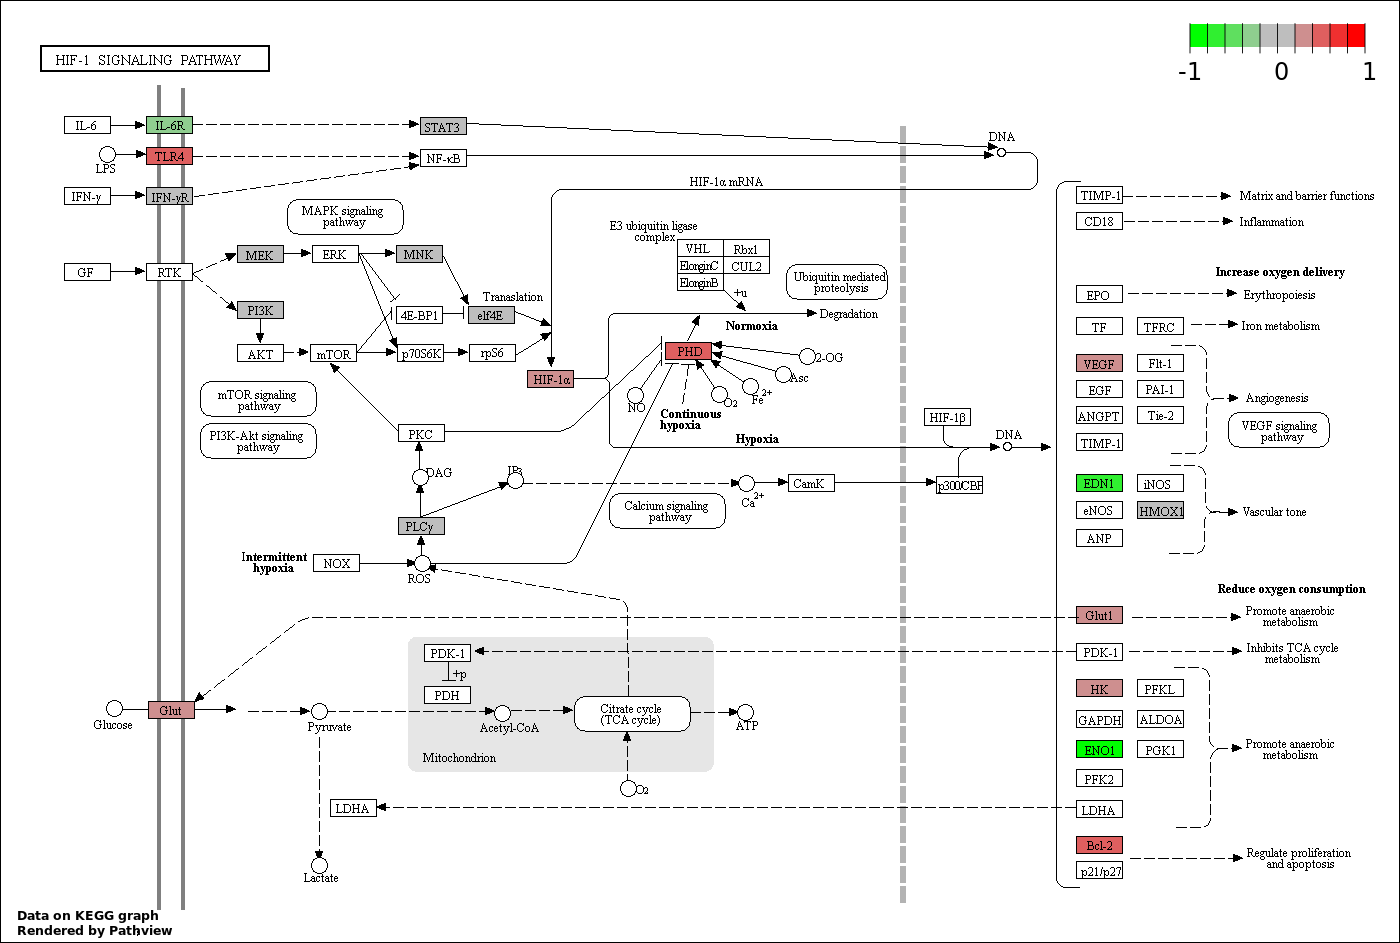 HIF-1 SIGNALING PATHWAY
-1 0 1
IL-6
IL-6R
STAT3
DNA
LPS
TLR4
NF-κB
IFN-γ
IFN-γR
HIF-1α mRNA
TIMP-1
Matrix and barrier functions
CD18
Inflammation
MAPK signaling
pathway
E3 ubiquitin ligase
complex
VHL
Rbx1
ElonginC
CUL2
ElonginB
+u
Ubiquitin mediated
proteolysis
GF
RTK
MEK
ERK
MNK
PI3K
4E-BP1
eIf4E
Translation
AKT
mTOR
p70S6K
rpS6
Degradation
Normoxia
PHD
2-OG
Asc
Fe2+
O2
NO
HIF-1α
Continuous
hypoxia
Hypoxia
mTOR signaling
pathway
PI3K-Akt signaling
pathway
PKC
DAG
IP3
PLCγ
Calcium signaling
pathway
Ca2+
CamK
HIF-1β
p300/CBP
DNA
Intermittent
hypoxia
NOX
ROS
Increase oxygen delivery
EPO
Erythropoiesis
TF
TFRC
Iron metabolism
VEGF
Flt-1
EGF
PAI-1
ANGPT
Tie-2
TIMP-1
Angiogenesis
VEGF signaling
pathway
EDN1
iNOS
eNOS
HMOX1
ANP
Vascular tone
Reduce oxygen consumption
Glut1
Promote anaerobic
metabolism
PDK-1
Inhibits TCA cycle
metabolism
HK
PFKL
GAPDH
ALDOA
ENO1
PGK1
PFK2
LDHA
Promote anaerobic
metabolism
Bcl-2
p21/p27
Regulate proliferation
and apoptosis
PDK-1
+p
PDH
Glucose
Glut
Pyruvate
Acetyl-CoA
Citrate cycle
(TCA cycle)
ATP
Mitochondrion
O2
LDHA
Lactate
Data on KEGG graph
Rendered by Pathview